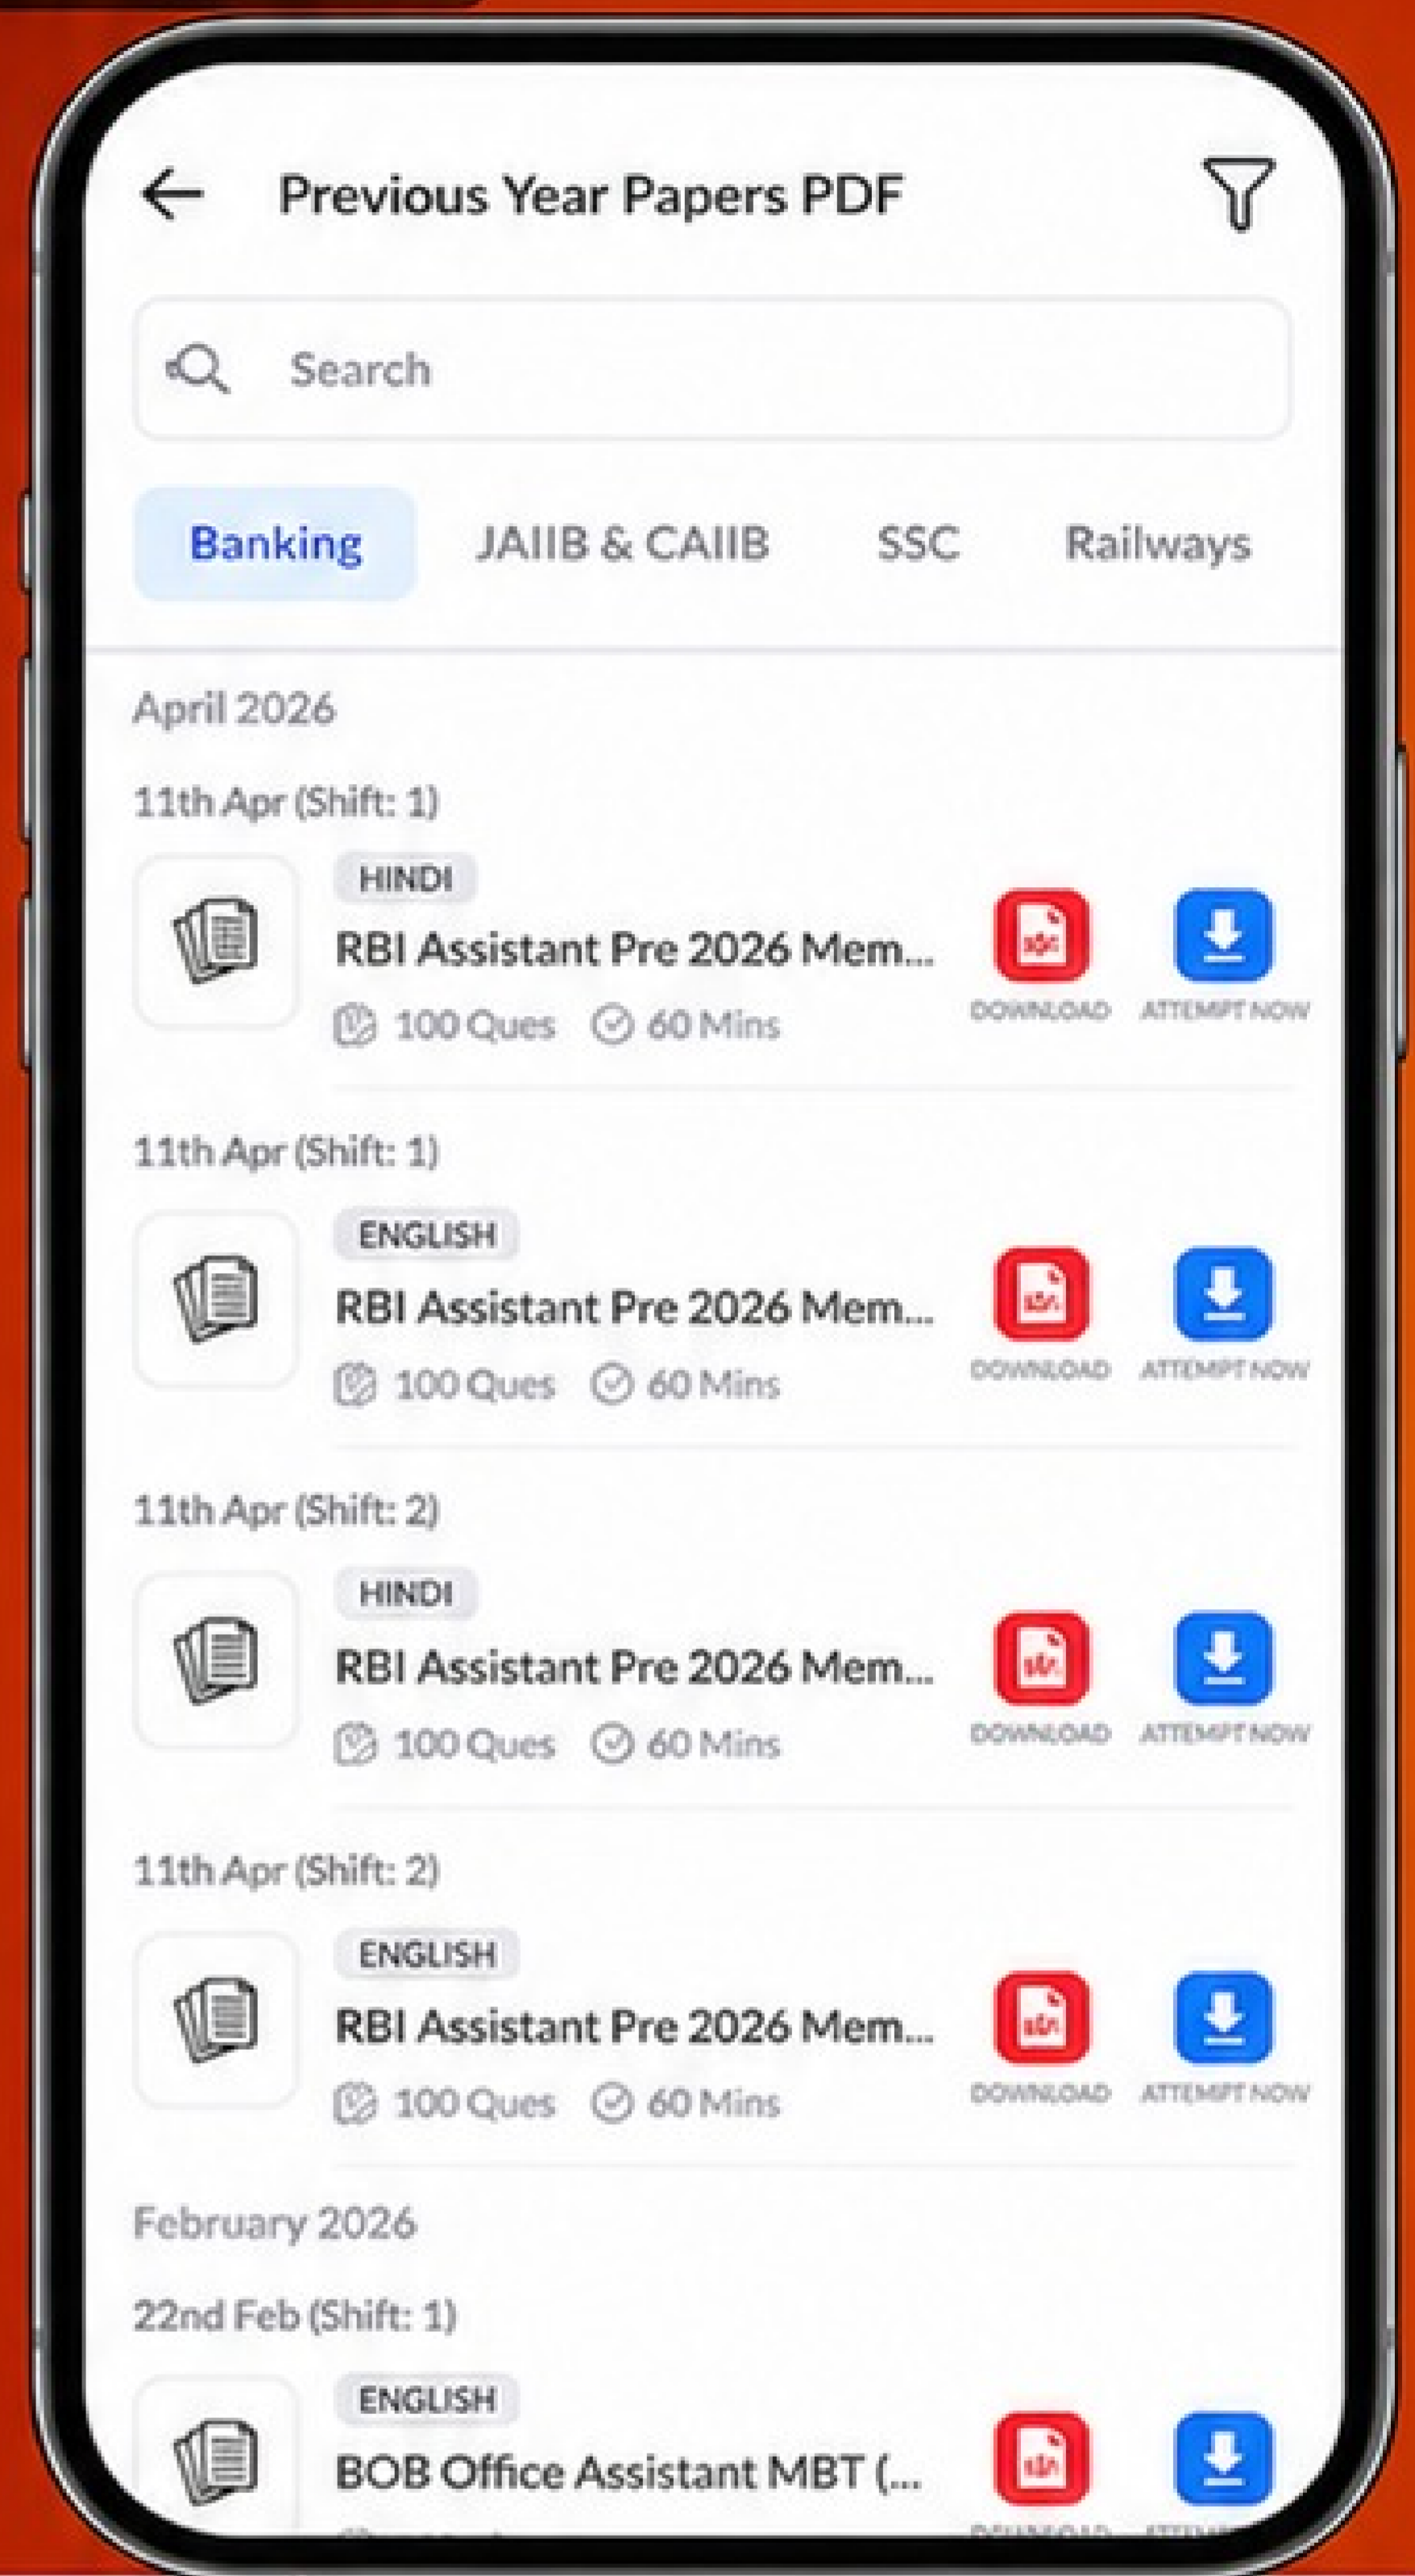 Previous Year Papers PDF
Search
Banking JAIIB & CAIIB SSC Railways
April 2026
11th Apr (Shift: 1)
HINDI
RBI Assistant Pre 2026 Mem...
100 Ques 60 Mins
DOWNLOAD ATTEMPT NOW
11th Apr (Shift: 1)
ENGLISH
RBI Assistant Pre 2026 Mem...
100 Ques 60 Mins
DOWNLOAD ATTEMPT NOW
11th Apr (Shift: 2)
HINDI
RBI Assistant Pre 2026 Mem...
100 Ques 60 Mins
DOWNLOAD ATTEMPT NOW
11th Apr (Shift: 2)
ENGLISH
RBI Assistant Pre 2026 Mem...
100 Ques 60 Mins
DOWNLOAD ATTEMPT NOW
February 2026
22nd Feb (Shift: 1)
ENGLISH
BOB Office Assistant MBT (...